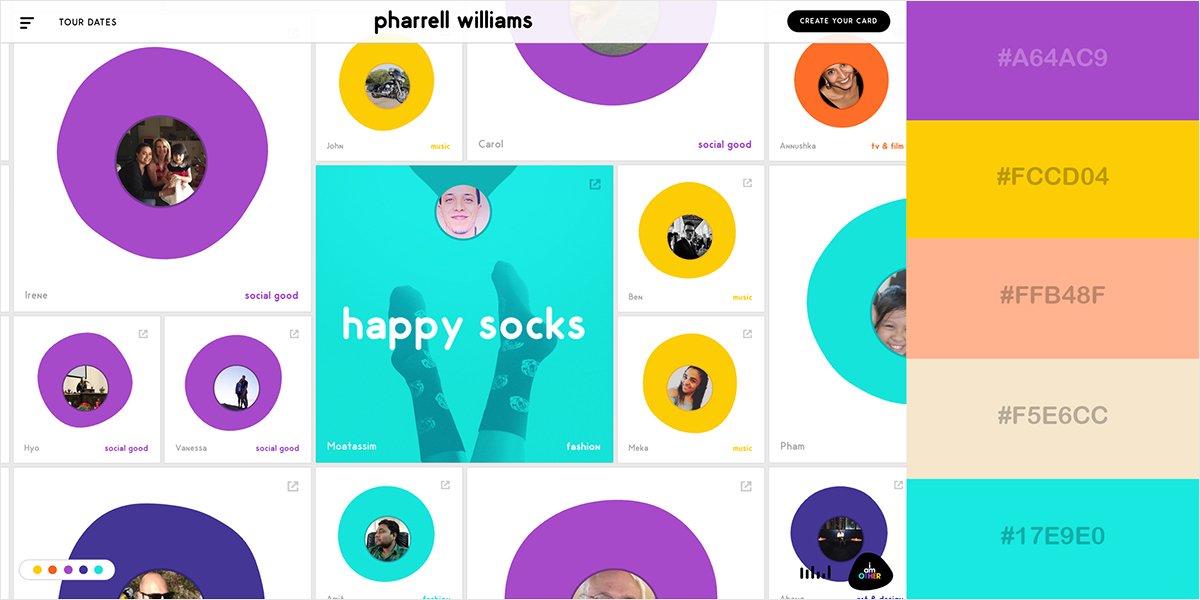 TOUR DATES
pharrell williams
CREATE YOUR CARD
John
music
Carol
social good
Annushka
tv & film
Irene
social good
happy socks
Moatassim
fashion
Ben
music
Hyo
social good
Vanessa
social good
Meka
music
Pham
i
am
OTHER
#A64AC9
#FCCD04
#FFB48F
#F5E6CC
#17E9E0